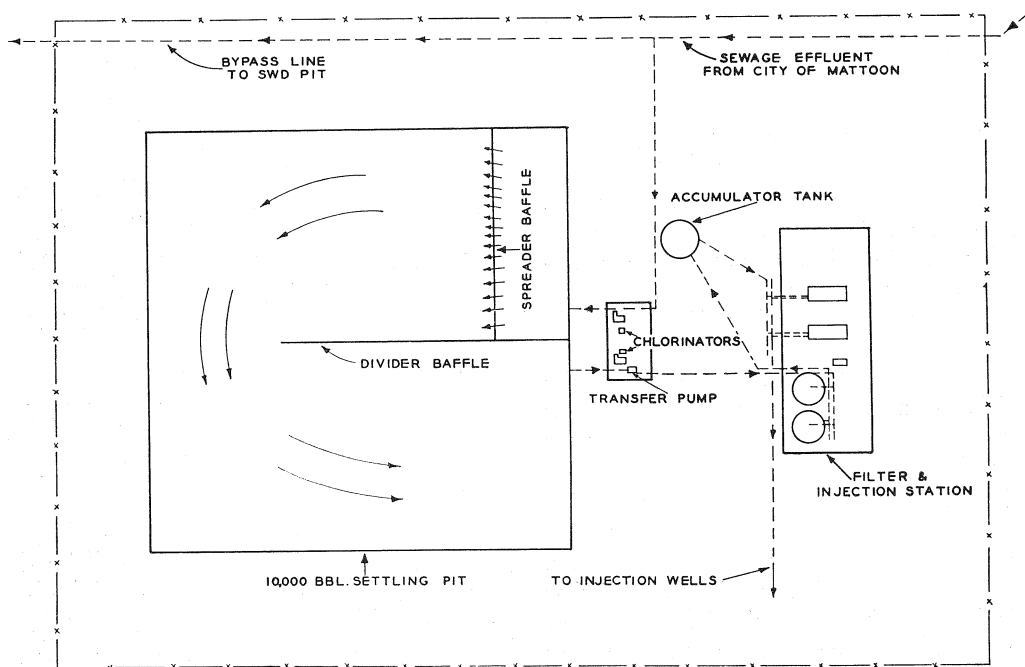 BYPASS LINE
TO SWD PIT
SEWAGE EFFLUENT
FROM CITY OF MATTOON
SPREADER BAFFLE
ACCUMULATOR TANK
CHLORINATORS
DIVIDER BAFFLE
TRANSFER PUMP
FILTER &
INJECTION STATION
10,000 BBL. SETTLING PIT
TO INJECTION WELLS